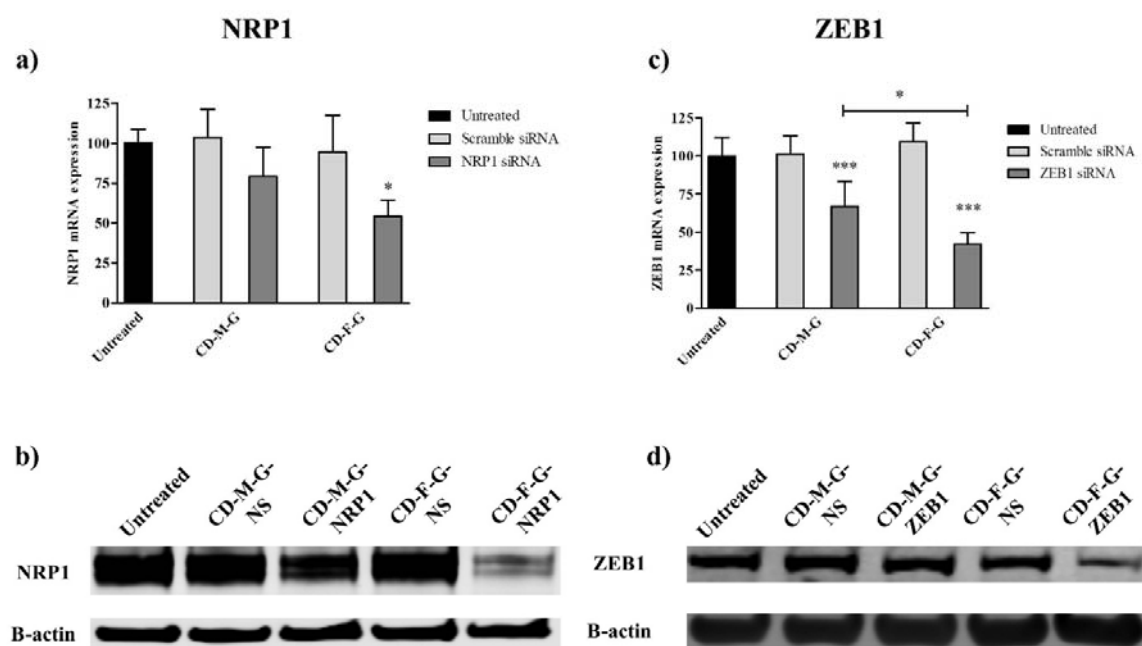 NRP1
a)
NRP1 mRNA expression
125
100
75
50
25
0
*
Untreated
CD-M-G
CD-F-G
Untreated
Scramble siRNA
NRP1 siRNA
ZEB1
c)
ZEB1 mRNA expression
125
100
75
50
25
0
*
***
***
Untreated
CD-M-G
CD-F-G
Untreated
Scramble siRNA
ZEB1 siRNA
b)
Untreated
CD-M-G-
NS
CD-M-G-
NRP1
CD-F-G-
NS
CD-F-G-
NRP1
NRP1
B-actin
d)
Untreated
CD-M-G-
NS
CD-M-G-
ZEB1
CD-F-G-
NS
CD-F-G-
ZEB1
ZEB1
B-actin